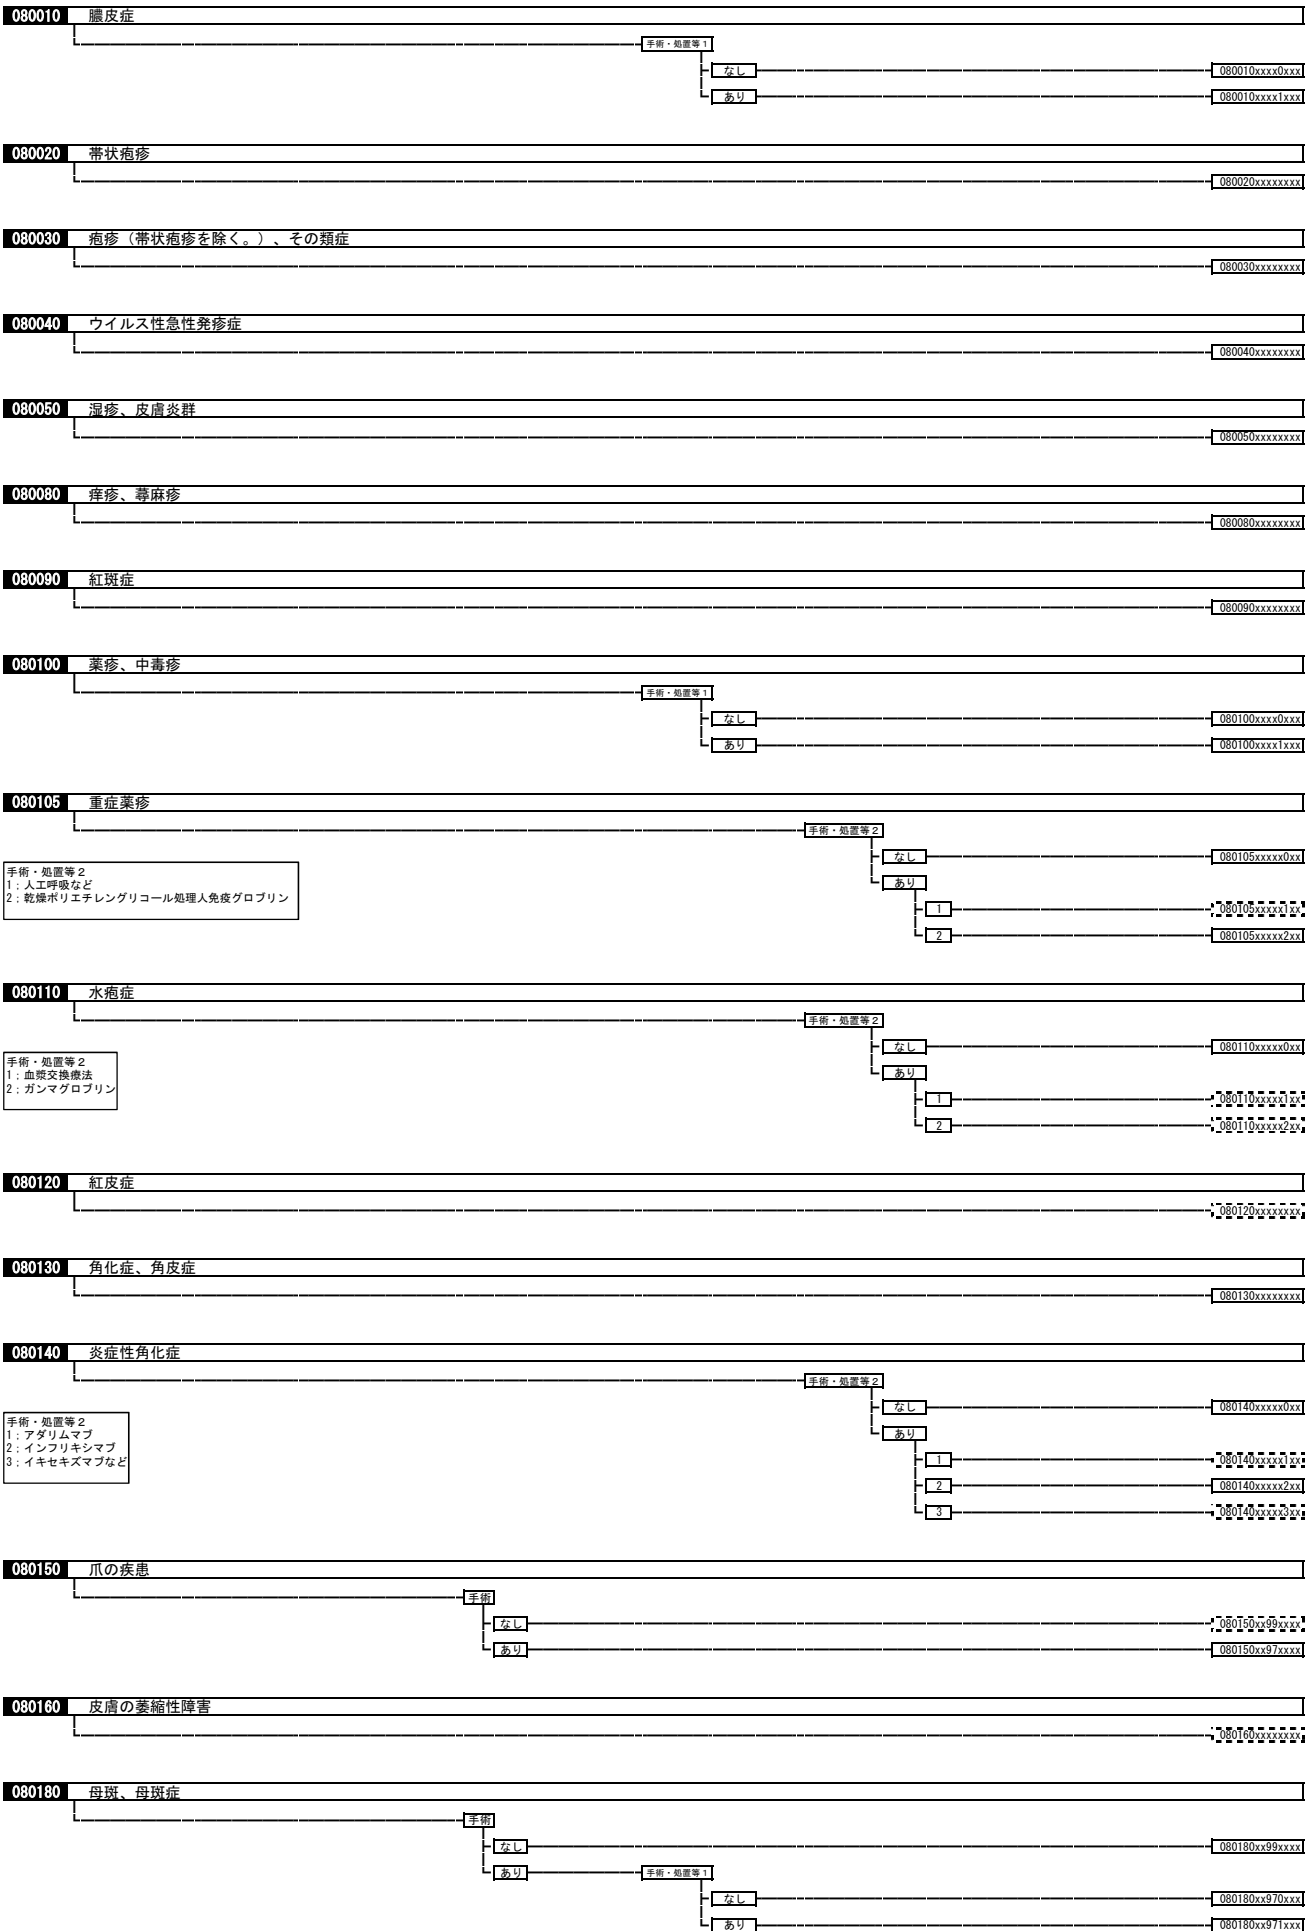 080010 膿皮症
手術・処置等1
なし 080010xxxx0xxx
あり 080010xxxx1xxx
080020 帯状疱疹
080020xxxxxxxx
080030 疱疹（帯状疱疹を除く。）、その類症
080030xxxxxxxx
080040 ウイルス性急性発疹症
080040xxxxxxxx
080050 湿疹、皮膚炎群
080050xxxxxxxx
080080 痒疹、蕁麻疹
080080xxxxxxxx
080090 紅斑症
080090xxxxxxxx
080100 薬疹、中毒疹
手術・処置等1
なし 080100xxxx0xxx
あり 080100xxxx1xxx
080105 重症薬疹
手術・処置等2
なし 080105xxxxx0xx
あり
1 080105xxxxx1xx
2 080105xxxxx2xx
手術・処置等2
1；人工呼吸など
2；乾燥ポリエチレングリコール処理人免疫グロブリン
080110 水疱症
手術・処置等2
なし 080110xxxxx0xx
あり
1 080110xxxxx1xx
2 080110xxxxx2xx
手術・処置等2
1；血漿交換療法
2；ガンマグロブリン
080120 紅皮症
080120xxxxxxxx
080130 角化症、角皮症
080130xxxxxxxx
080140 炎症性角化症
手術・処置等2
なし 080140xxxxx0xx
あり
1 080140xxxxx1xx
2 080140xxxxx2xx
3 080140xxxxx3xx
手術・処置等2
1；アダリムマブ
2；インフリキシマブ
3；イキセキズマブなど
080150 爪の疾患
手術
なし 080150xx99xxxx
あり 080150xx97xxxx
080160 皮膚の萎縮性障害
080160xxxxxxxx
080180 母斑、母斑症
手術
なし 080180xx99xxxx
あり 手術・処置等1
なし 080180xx970xxx
あり 080180xx971xxx